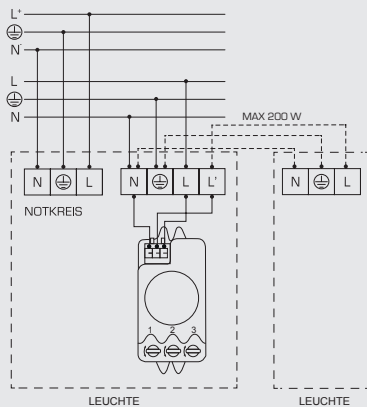 L⁺
N⁻
L
N
MAX 200 W
N L N L L' N L
NOTKREIS
1 2 3
LEUCHTE LEUCHTE